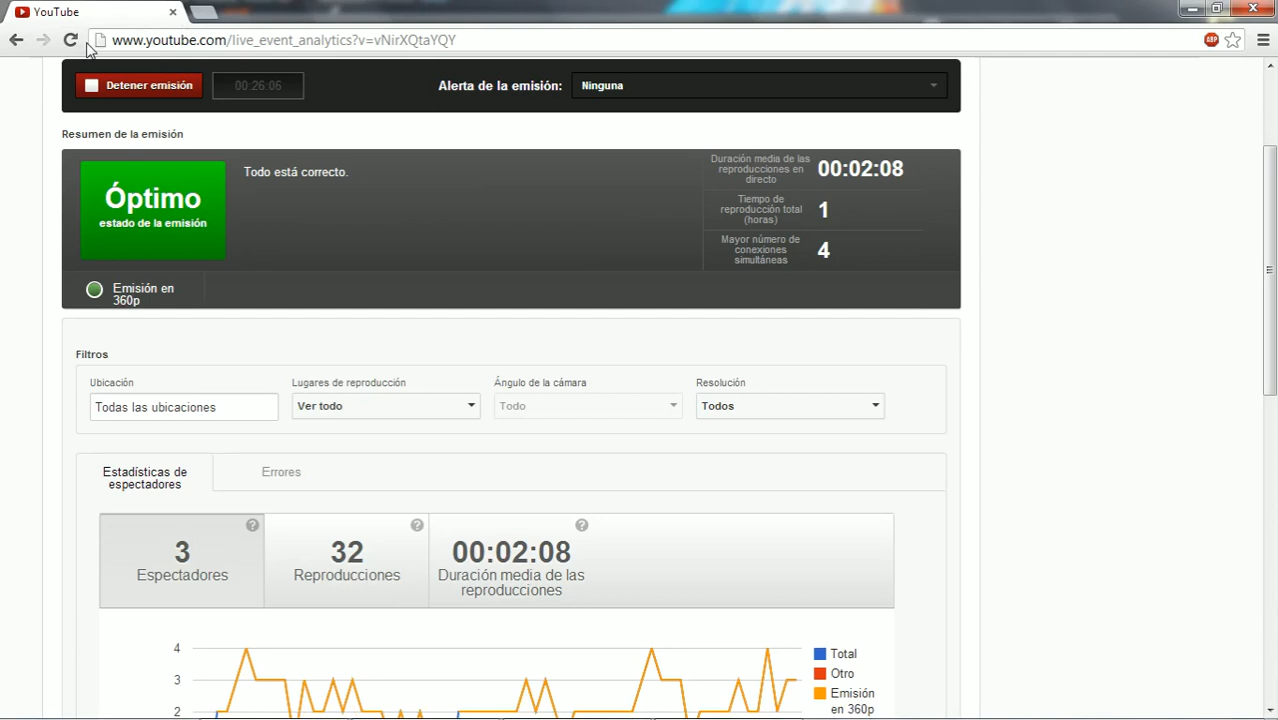 YouTube
www.youtube.com/live_event_analytics?v=vNirXQtaYQY
ABP
Detener emisión
00:26:06
Alerta de la emisión:
Ninguna
Resumen de la emisión
Óptimo
estado de la emisión
Todo está correcto.
Duración media de las
reproducciones en
directo
00:02:08
Tiempo de
reproducción total
(horas)
1
Mayor número de
conexiones
simultáneas
4
Emisión en
360p
Filtros
Ubicación
Lugares de reproducción
Ángulo de la cámara
Resolución
Todas las ubicaciones
Ver todo
Todo
Todos
Estadísticas de
espectadores
Errores
?
?
?
3
Espectadores
32
Reproducciones
00:02:08
Duración media de las
reproducciones
4
3
2
Total
Otro
Emisión
en 360p